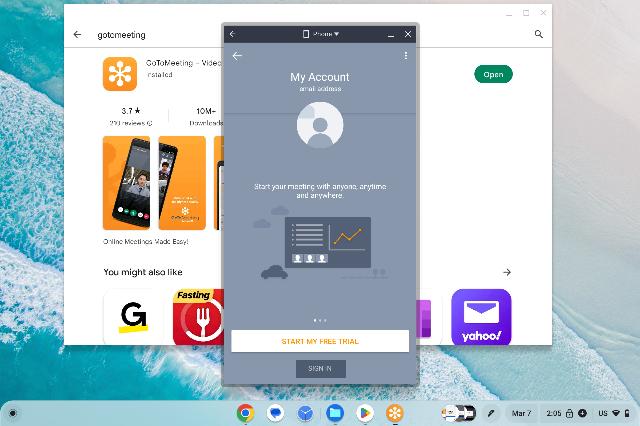 gotomeeting
Phone ▼
GoToMeeting – Video
Installed
Open
3.7 ★
10M+
210 reviews
Downloads
My Account
email address
Start your meeting with anyone, anytime
and anywhere.
Online Meetings Made Easy!
You might also like
G
Fasting
yahoo!
START MY FREE TRIAL
SIGN IN
Mar 7
2:05
US